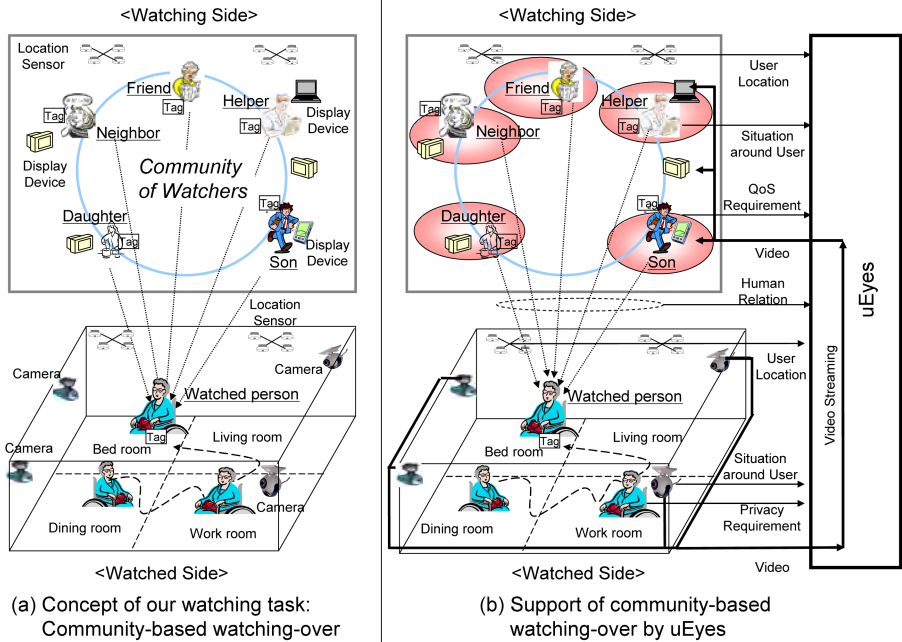 <Watching Side>
Location
Sensor
Friend
Tag
Helper
Tag
Display
Device
Tag
Neighbor
Display
Device
Community
of Watchers
Daughter
Tag
Tag
Son
Display
Device
Location
Sensor
Camera
Camera
Watched person
Tag
Bed room
Living room
Camera
Camera
Dining room
Work room
<Watched Side>
(a) Concept of our watching task:
Community-based watching-over
<Watching Side>
Friend
Tag
Helper
Tag
Tag
Neighbor
Daughter
Tag
Tag
Son
User
Location
Situation
around User
QoS
Requirement
Video
Human
Relation
User
Location
uEyes
Video Streaming
Watched person
Tag
Bed room
Living room
Dining room
Work room
Situation
around User
Privacy
Requirement
Video
<Watched Side>
(b) Support of community-based
watching-over by uEyes